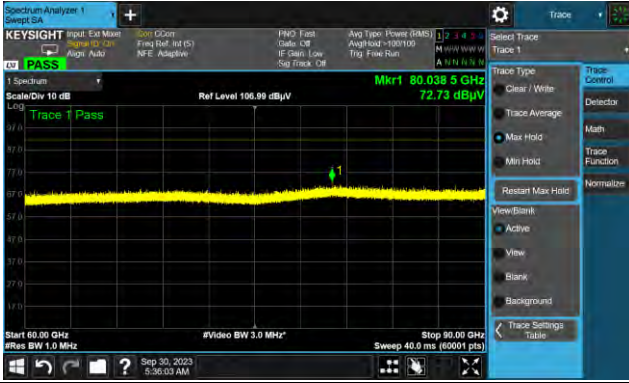 Spectrum Analyzer 1
Swept SA
Trace
KEYSIGHT
Input: Ext Mixer
Align: Auto
Corr CCorr
Freq Ref: Int (S)
NFE: Adaptive
PNO: Fast
Gate: Off
IF Gain: Low
Sig Track: Off
Avg Type: Power (RMS)
Avg|Hold: >100/100
Trig: Free Run
1 2 3 4 5 6
M W W W W W
A N N N N N
LXI
PASS
Select Trace
Trace 1
1 Spectrum
Mkr1 80.038 5 GHz
Scale/Div 10 dB
Ref Level 106.99 dBµV
72.73 dBµV
Log
Trace 1 Pass
97.0
87.0
77.0
67.0
57.0
47.0
37.0
27.0
17.0
1
Start 60.00 GHz
#Video BW 3.0 MHz*
Stop 90.00 GHz
#Res BW 1.0 MHz
Sweep 40.0 ms (60001 pts)
Trace Type
Clear / Write
Trace Average
Max Hold
Min Hold
Restart Max Hold
View/Blank
Active
View
Blank
Background
Trace Settings
Table
Trace
Control
Detector
Math
Trace
Function
Normalize
?
Sep 30, 2023
5:36:03 AM